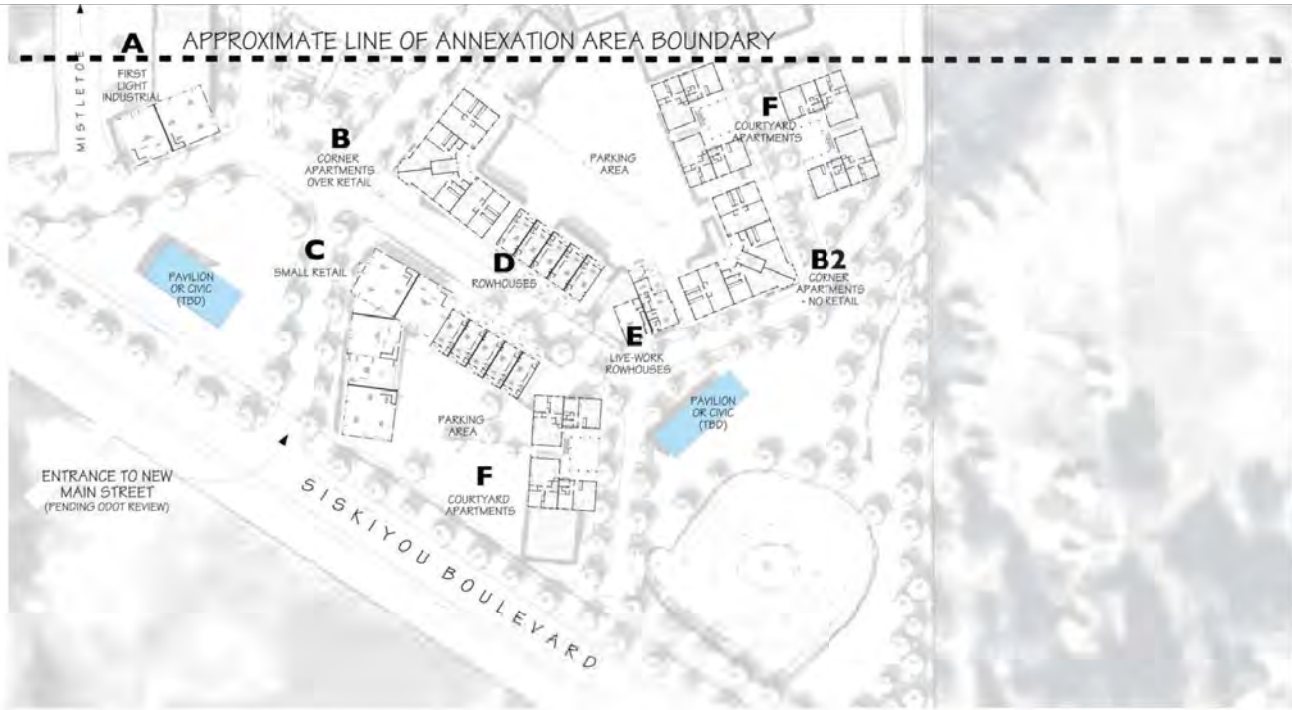 APPROXIMATE LINE OF ANNEXATION AREA BOUNDARY
MISTLETOE
A
FIRST
LIGHT
INDUSTRIAL
B
CORNER
APARTMENTS
OVER RETAIL
PARKING
AREA
F
COURTYARD
APARTMENTS
C
SMALL RETAIL
D
ROWHOUSES
B2
CORNER
APARTMENTS
- NO RETAIL
PAVILION
OR CIVIC
(TBD)
E
LIVE-WORK
ROWHOUSES
PAVILION
OR CIVIC
(TBD)
PARKING
AREA
F
COURTYARD
APARTMENTS
ENTRANCE TO NEW
MAIN STREET
(PENDING ODOT REVIEW)
SISKIYOU BOULEVARD